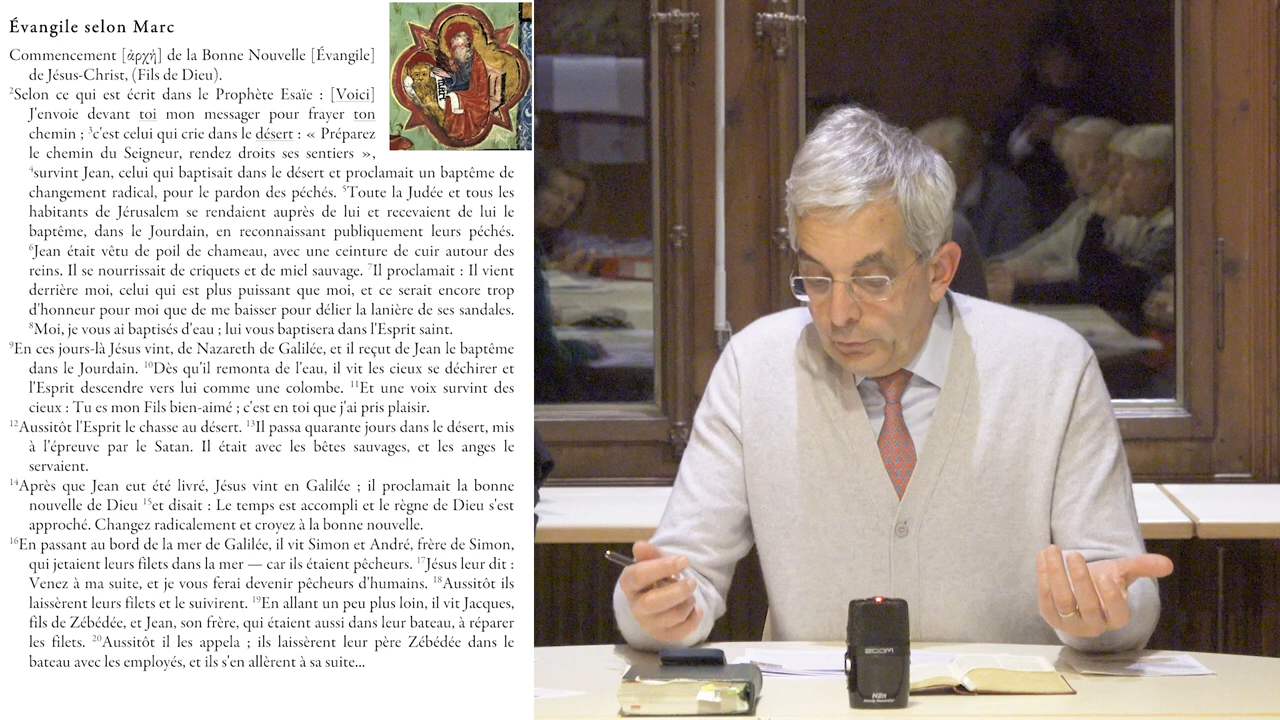 Évangile selon Marc
Commencement [ἀρχή] de la Bonne Nouvelle [Évangile]
de Jésus-Christ, (Fils de Dieu).
²Selon ce qui est écrit dans le Prophète Esaïe : [Voici]
J'envoie devant toi mon messager pour frayer ton
chemin ; ³c'est celui qui crie dans le désert : « Préparez
le chemin du Seigneur, rendez droits ses sentiers »,
⁴survint Jean, celui qui baptisait dans le désert et proclamait un baptême de
changement radical, pour le pardon des péchés. ⁵Toute la Judée et tous les
habitants de Jérusalem se rendaient auprès de lui et recevaient de lui le
baptême, dans le Jourdain, en reconnaissant publiquement leurs péchés.
⁶Jean était vêtu de poil de chameau, avec une ceinture de cuir autour des
reins. Il se nourrissait de criquets et de miel sauvage. ⁷Il proclamait : Il vient
derrière moi, celui qui est plus puissant que moi, et ce serait encore trop
d'honneur pour moi que de me baisser pour délier la lanière de ses sandales.
⁸Moi, je vous ai baptisés d'eau ; lui vous baptisera dans l'Esprit saint.
⁹En ces jours-là Jésus vint, de Nazareth de Galilée, et il reçut de Jean le baptême
dans le Jourdain. ¹⁰Dès qu'il remonta de l'eau, il vit les cieux se déchirer et
l'Esprit descendre vers lui comme une colombe. ¹¹Et une voix survint des
cieux : Tu es mon Fils bien-aimé ; c'est en toi que j'ai pris plaisir.
¹²Aussitôt l'Esprit le chasse au désert. ¹³Il passa quarante jours dans le désert, mis
à l'épreuve par le Satan. Il était avec les bêtes sauvages, et les anges le
servaient.
¹⁴Après que Jean eut été livré, Jésus vint en Galilée ; il proclamait la bonne
nouvelle de Dieu ¹⁵et disait : Le temps est accompli et le règne de Dieu s'est
approché. Changez radicalement et croyez à la bonne nouvelle.
¹⁶En passant au bord de la mer de Galilée, il vit Simon et André, frère de Simon,
qui jetaient leurs filets dans la mer — car ils étaient pêcheurs. ¹⁷Jésus leur dit :
Venez à ma suite, et je vous ferai devenir pêcheurs d'humains. ¹⁸Aussitôt ils
laissèrent leurs filets et le suivirent. ¹⁹En allant un peu plus loin, il vit Jacques,
fils de Zébédée, et Jean, son frère, qui étaient aussi dans leur bateau, à réparer
les filets. ²⁰Aussitôt il les appela ; ils laissèrent leur père Zébédée dans le
bateau avec les employés, et ils s'en allèrent à sa suite...
ZOOM
H2n
Handy Recorder